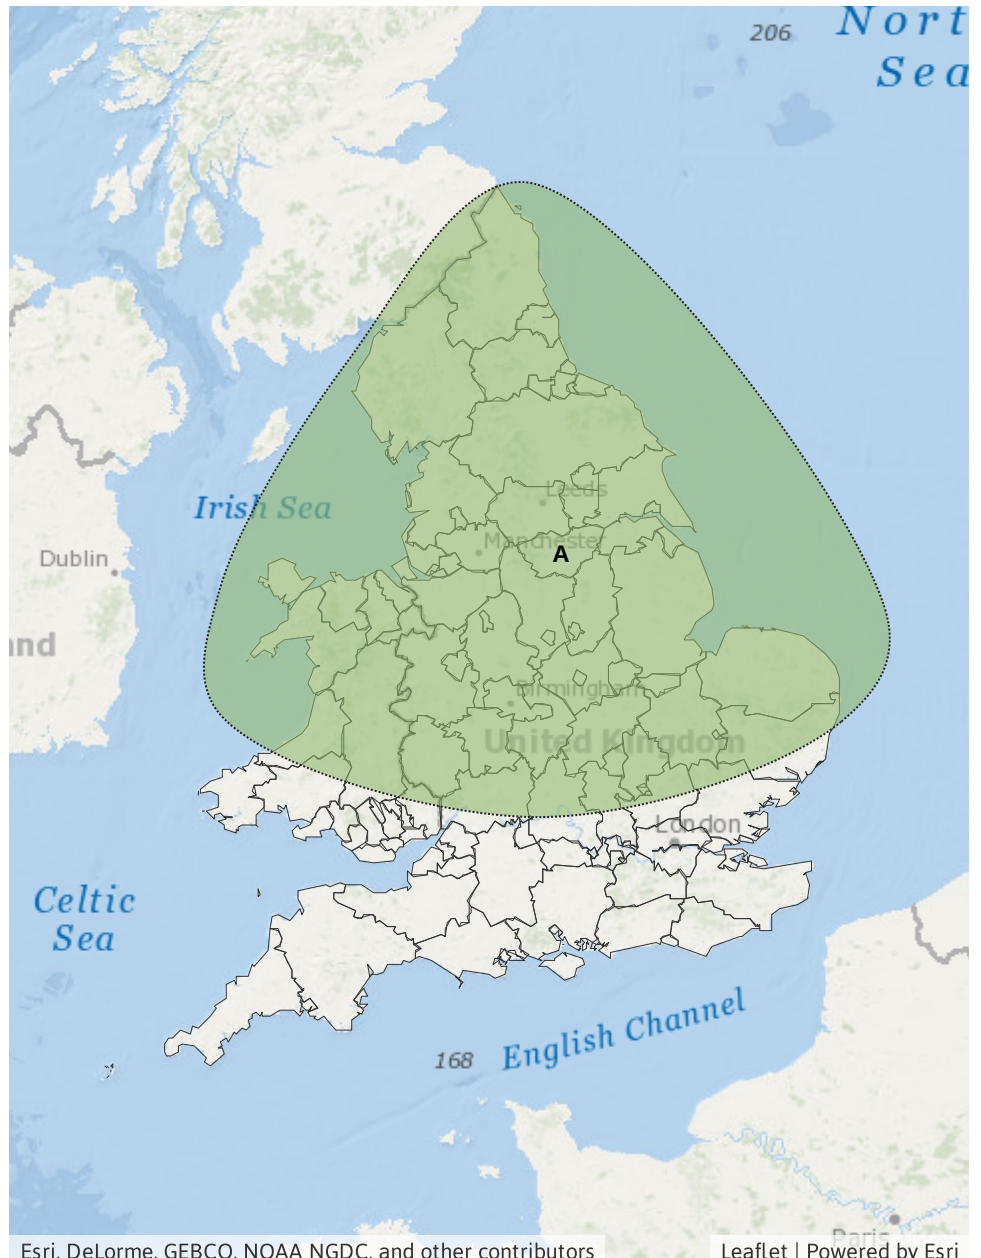 206
Nort
Sea
Irish Sea
Leeds
Manchester
A
Dublin
nd
Birmingham
United Kingdom
London
Celtic
Sea
English Channel
168
Paris
Esri, DeLorme, GEBCO, NOAA NGDC, and other contributors
Leaflet | Powered by Esri